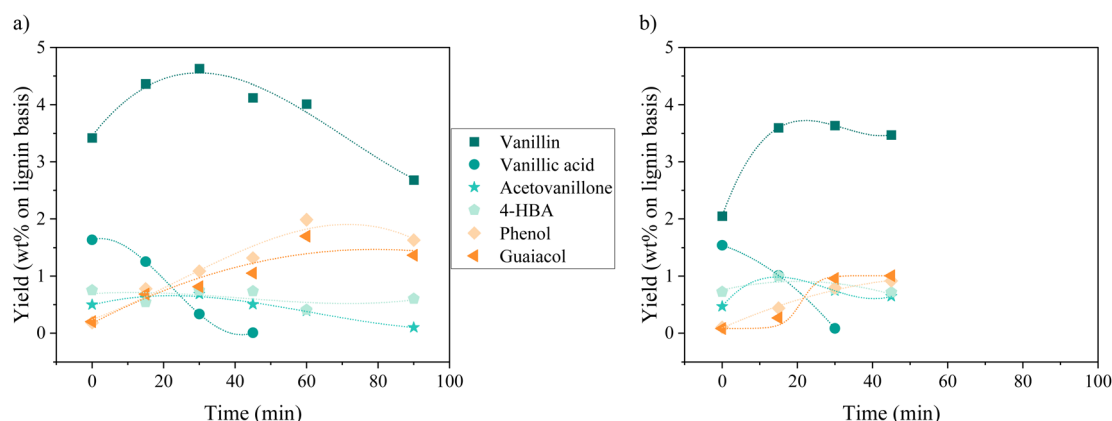 a)
Yield (wt% on lignin basis)
5
4
3
2
1
0
0
20
40
60
80
100
Time (min)
Vanillin
Vanillic acid
Acetovanillone
4-HBA
Phenol
Guaiacol
b)
Yield (wt% on lignin basis)
5
4
3
2
1
0
0
20
40
60
80
100
Time (min)